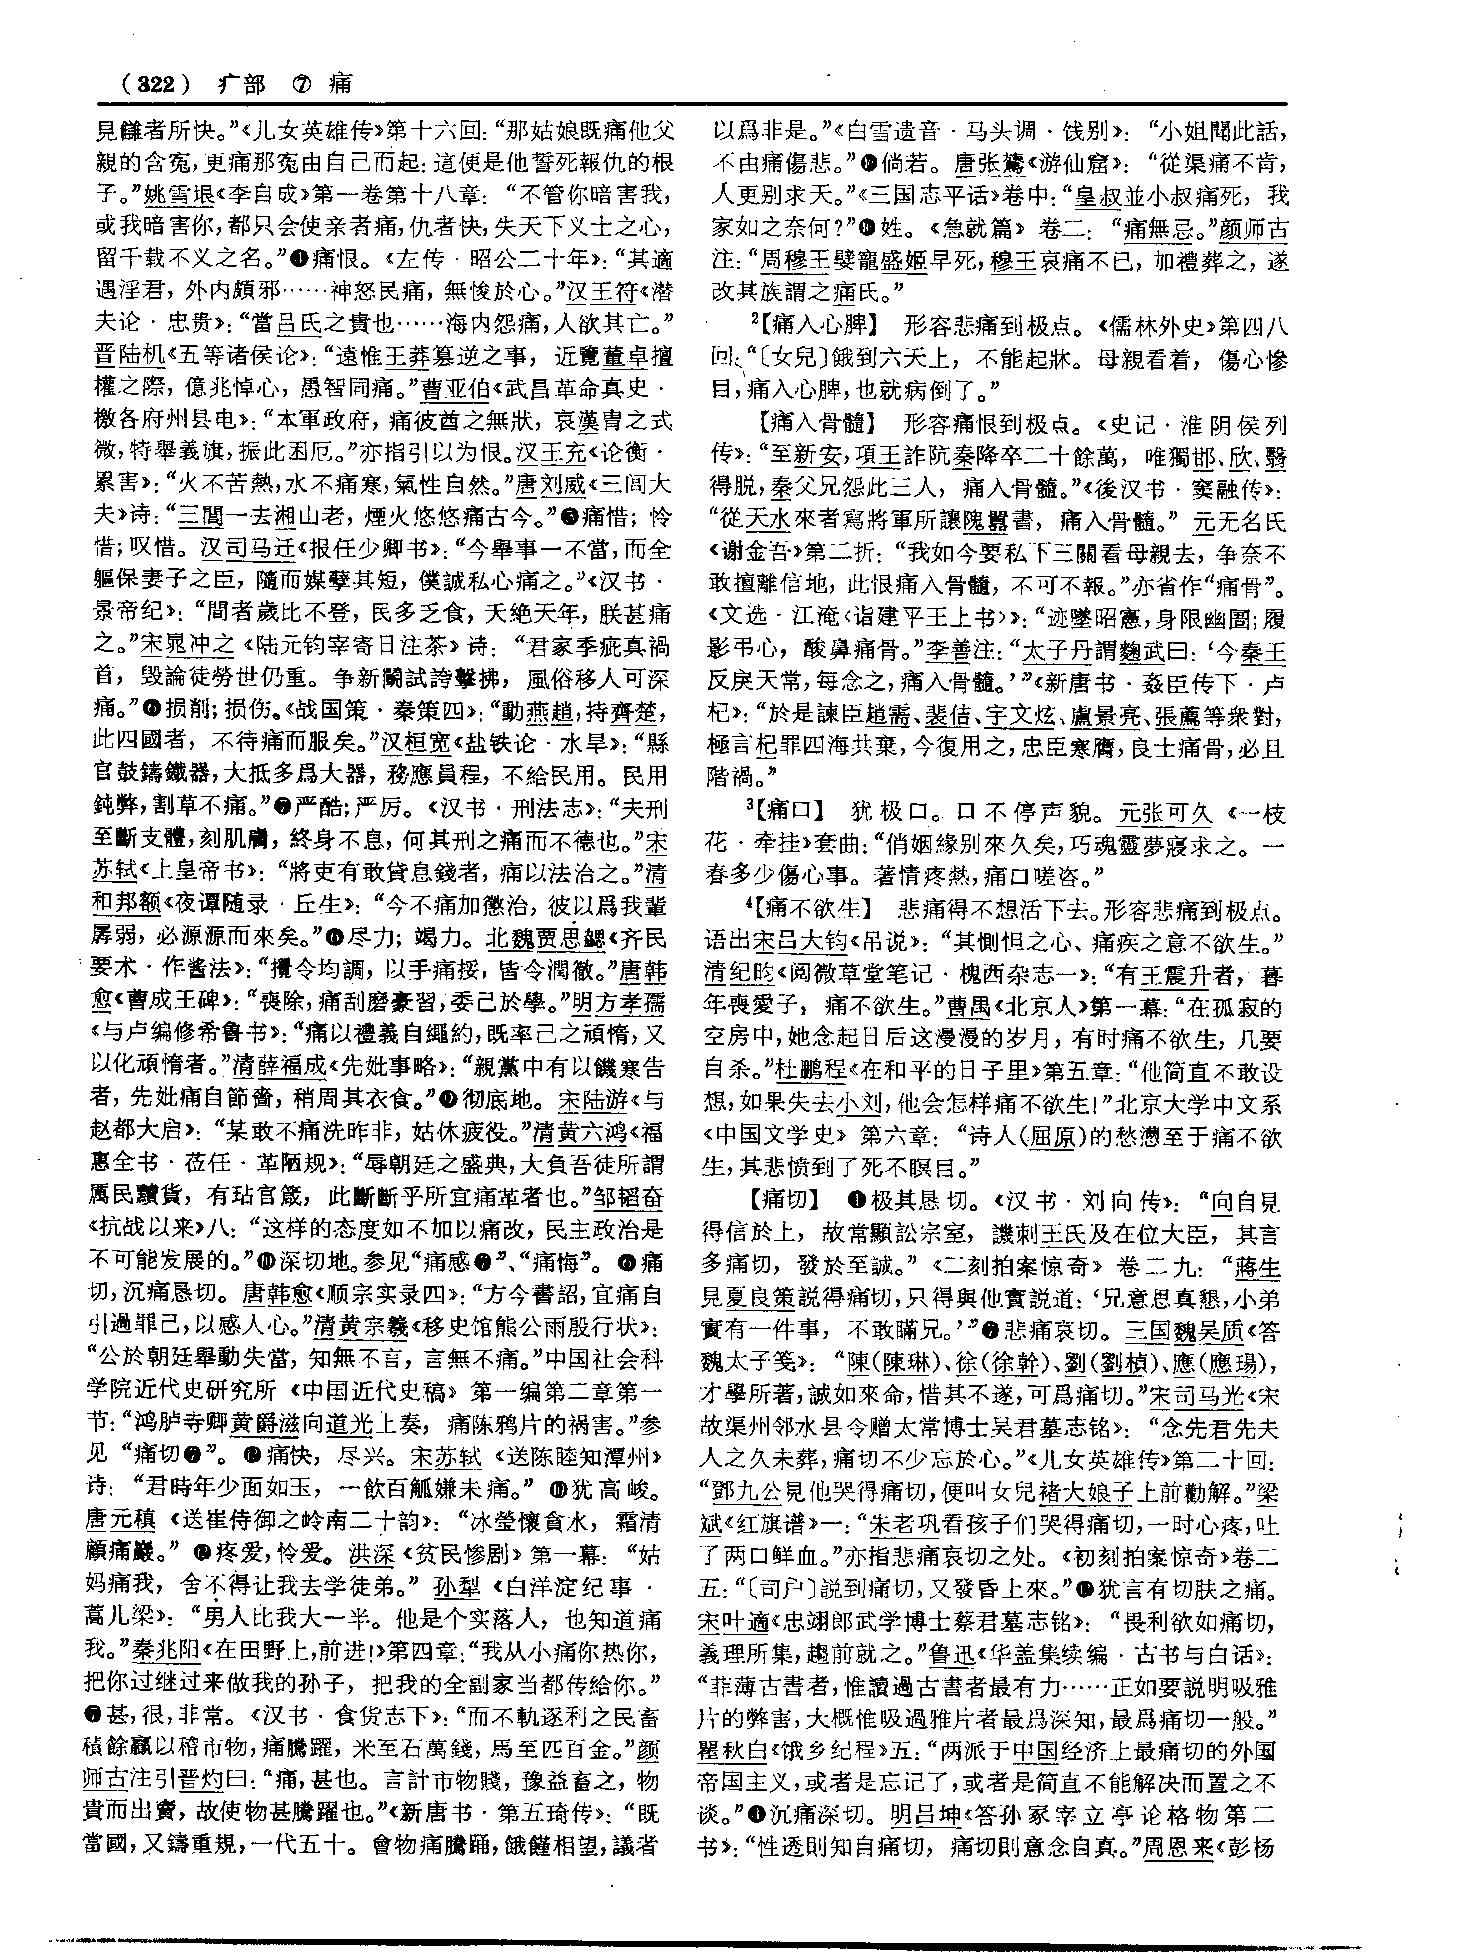 (322) 疒部 ⑦ 痛
見讎者所快。”《儿女英雄传》第十六回：“那姑娘既痛他父
親的含冤，更痛那冤由自己而起：這便是他誓死報仇的根
子。”姚雪垠《李自成》第一卷第十八章：“不管你暗害我，
或我暗害你，都只会使亲者痛，仇者快，失天下义士之心，
留千载不义之名。”❹痛恨。《左传·昭公二十年》：“其適
遇淫君，外内頗邪……神怒民痛，無悛於心。”汉王符《潜
夫论·忠贵》：“當吕氏之貴也……海内怨痛，人欲其亡。”
晋陆机《五等诸侯论》：“遠惟王莽篡逆之事，近覽董卓擅
權之際，億兆悼心，愚智同痛。”曹亚伯《武昌革命真史·
檄各府州县电》：“本軍政府，痛彼酋之無狀，哀漢胄之式
微，特舉義旗，振此困厄。”亦指引以为恨。汉王充《论衡·
累害》：“火不苦熱，水不痛寒，氣性自然。”唐刘威《三闾大
夫》诗：“三閭一去湘山老，煙火悠悠痛古今。”❺痛惜；怜
惜；叹惜。汉司马迁《报任少卿书》：“今舉事一不當，而全
軀保妻子之臣，隨而媒孼其短，僕誠私心痛之。”《汉书·
景帝纪》：“間者歲比不登，民多乏食，夭絶天年，朕甚痛
之。”宋晁冲之《陆元钧宰寄日注茶》诗：“君家季疵真禍
首，毁論徒勞世仍重。争新鬭試誇擊拂，風俗移人可深
痛。”❻损削；损伤。《战国策·秦策四》：“動燕趙，持齊楚，
此四國者，不待痛而服矣。”汉桓宽《盐铁论·水旱》：“縣
官鼓鑄鐵器，大抵多爲大器，務應員程，不給民用。民用
鈍弊，割草不痛。”❼严酷；严厉。《汉书·刑法志》：“夫刑
至斷支體，刻肌膚，終身不息，何其刑之痛而不德也。”宋
苏轼《上皇帝书》：“將吏有敢貸息錢者，痛以法治之。”清
和邦额《夜谭随录·丘生》：“今不痛加懲治，彼以爲我輩
孱弱，必源源而來矣。”❽尽力；竭力。北魏贾思勰《齐民
要术·作酱法》：“攪令均調，以手痛挼，皆令潤徹。”唐韩
愈《曹成王碑》：“喪除，痛刮磨豪習，委己於學。”明方孝孺
《与卢编修希鲁书》：“痛以禮義自繩約，既率己之頑惰，又
以化頑惰者。”清薛福成《先妣事略》：“親黨中有以饑寒告
者，先妣痛自節嗇，稍周其衣食。”❾彻底地。宋陆游《与
赵都大启》：“某敢不痛洗昨非，姑休疲役。”清黄六鸿《福
惠全书·莅任·革陋规》：“辱朝廷之盛典，大負吾徒所謂
厲民黷貨，有玷官箴，此斷斷乎所宜痛革者也。”邹韬奋
《抗战以来》八：“这样的态度如不加以痛改，民主政治是
不可能发展的。”❿深切地。参见“痛感❷”、“痛悔”。⓫痛
切，沉痛恳切。唐韩愈《顺宗实录四》：“方今書詔，宜痛自
引過罪己，以感人心。”清黄宗羲《移史馆熊公雨殷行状》：
“公於朝廷舉動失當，知無不言，言無不痛。”中国社会科
学院近代史研究所《中国近代史稿》第一编第二章第一
节：“鸿胪寺卿黄爵滋向道光上奏，痛陈鸦片的祸害。”参
见“痛切❷”。⓬痛快，尽兴。宋苏轼《送陈睦知潭州》
诗：“君時年少面如玉，一飲百觚嫌未痛。”⓭犹高峻。
唐元稹《送崔侍御之岭南二十韵》：“冰瑩懷貪水，霜清
顧痛巖。”⓮疼爱，怜爱。洪深《贫民惨剧》第一幕：“姑
妈痛我，舍不得让我去学徒弟。”孙犁《白洋淀纪事·
蒿儿梁》：“男人比我大一半。他是个实落人，也知道痛
我。”秦兆阳《在田野上，前进！》第四章：“我从小痛你热你，
把你过继过来做我的孙子，把我的全副家当都传给你。”
⓯甚，很，非常。《汉书·食货志下》：“而不軌逐利之民畜
積餘贏以稽市物，痛騰躍，米至石萬錢，馬至匹百金。”颜
师古注引晋灼曰：“痛，甚也。言計市物賤，豫益畜之，物
貴而出賣，故使物甚騰躍也。”《新唐书·第五琦传》：“既
當國，又鑄重規，一代五十。會物痛騰踊，餓饉相望，議者
以爲非是。”《白雪遗音·马头调·饯别》：“小姐聞此話，
不由痛傷悲。”⓰倘若。唐张鷟《游仙窟》：“從渠痛不肯，
人更别求天。”《三国志平话》卷中：“皇叔並小叔痛死，我
家如之奈何？”⓱姓。《急就篇》卷二：“痛無忌。”颜师古
注：“周穆王嬖寵盛姬早死，穆王哀痛不已，加禮葬之，遂
改其族謂之痛氏。”
²【痛入心脾】 形容悲痛到极点。《儒林外史》第四八
回：“〔女兒〕餓到六天上，不能起牀。母親看着，傷心慘
目，痛入心脾，也就病倒了。”
【痛入骨髓】 形容痛恨到极点。《史记·淮阴侯列
传》：“至新安，項王詐阬秦降卒二十餘萬，唯獨邯、欣、翳
得脱，秦父兄怨此三人，痛入骨髓。”《後汉书·窦融传》：
“從天水來者寫將軍所讓隗囂書，痛入骨髓。”元无名氏
《谢金吾》第二折：“我如今要私下三關看母親去，争奈不
敢擅離信地，此恨痛入骨髓，不可不報。”亦省作“痛骨”。
《文选·江淹〈诣建平王上书〉》：“迹墜昭憲，身限幽圄；履
影弔心，酸鼻痛骨。”李善注：“太子丹謂麴武曰：‘今秦王
反戾天常，每念之，痛入骨髓。’”《新唐书·奸臣传下·卢
杞》：“於是諫臣趙需、裴佶、宇文炫、盧景亮、張薦等衆對，
極言杞罪四海共棄，今復用之，忠臣寒膺，良士痛骨，必且
階禍。”
³【痛口】 犹极口。口不停声貌。元张可久《一枝
花·牵挂》套曲：“俏姻緣别來久矣，巧魂靈夢寢求之。一
春多少傷心事。著情疼熱，痛口嗟咨。”
⁴【痛不欲生】 悲痛得不想活下去。形容悲痛到极点。
语出宋吕大钧《吊说》：“其惻怛之心、痛疾之意不欲生。”
清纪昀《阅微草堂笔记·槐西杂志一》：“有王震升者，暮
年喪愛子，痛不欲生。”曹禺《北京人》第一幕：“在孤寂的
空房中，她念起日后这漫漫的岁月，有时痛不欲生，几要
自杀。”杜鹏程《在和平的日子里》第五章：“他简直不敢设
想，如果失去小刘，他会怎样痛不欲生！”北京大学中文系
《中国文学史》第六章：“诗人(屈原)的愁懑至于痛不欲
生，其悲愤到了死不瞑目。”
【痛切】 ❶极其恳切。《汉书·刘向传》：“向自見
得信於上，故常顯訟宗室，譏刺王氏及在位大臣，其言
多痛切，發於至誠。”《二刻拍案惊奇》卷二九：“蔣生
見夏良策説得痛切，只得與他實説道：‘兄意思真懇，小弟
實有一件事，不敢瞞兄。’”❷悲痛哀切。三国魏吴质《答
魏太子笺》：“陳(陳琳)、徐(徐幹)、劉(劉楨)、應(應瑒)，
才學所著，誠如來命，惜其不遂，可爲痛切。”宋司马光《宋
故渠州邻水县令赠太常博士吴君墓志铭》：“念先君先夫
人之久未葬，痛切不少忘於心。”《儿女英雄传》第二十回：
“鄧九公見他哭得痛切，便叫女兒褚大娘子上前勸解。”梁
斌《红旗谱》一：“朱老巩看孩子们哭得痛切，一时心疼，吐
了两口鲜血。”亦指悲痛哀切之处。《初刻拍案惊奇》卷二
五：“〔司户〕説到痛切，又發昏上來。”❸犹言有切肤之痛。
宋叶適《忠翊郎武学博士蔡君墓志铭》：“畏利欲如痛切，
義理所集，趨前就之。”鲁迅《华盖集续编·古书与白话》：
“菲薄古書者，惟讀過古書者最有力……正如要説明吸雅
片的弊害，大概惟吸過雅片者最爲深知，最爲痛切一般。”
瞿秋白《饿乡纪程》五：“两派于中国经济上最痛切的外国
帝国主义，或者是忘记了，或者是简直不能解决而置之不
谈。”❹沉痛深切。明吕坤《答孙冢宰立亭论格物第二
书》：“性透則知自痛切，痛切則意念自真。”周恩来《彭杨